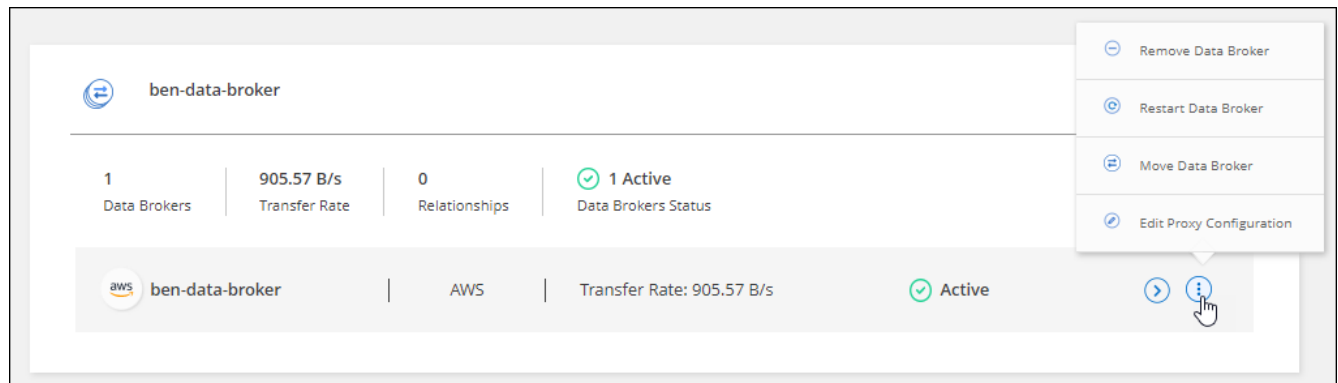 ben-data-broker
Remove Data Broker
Restart Data Broker
Move Data Broker
Edit Proxy Configuration
1
Data Brokers
905.57 B/s
Transfer Rate
0
Relationships
1 Active
Data Brokers Status
aws
ben-data-broker
AWS
Transfer Rate: 905.57 B/s
Active